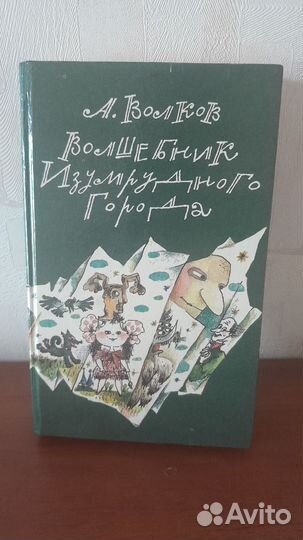 А. Волков
Волшебник
Изумрудного
Города
Avito